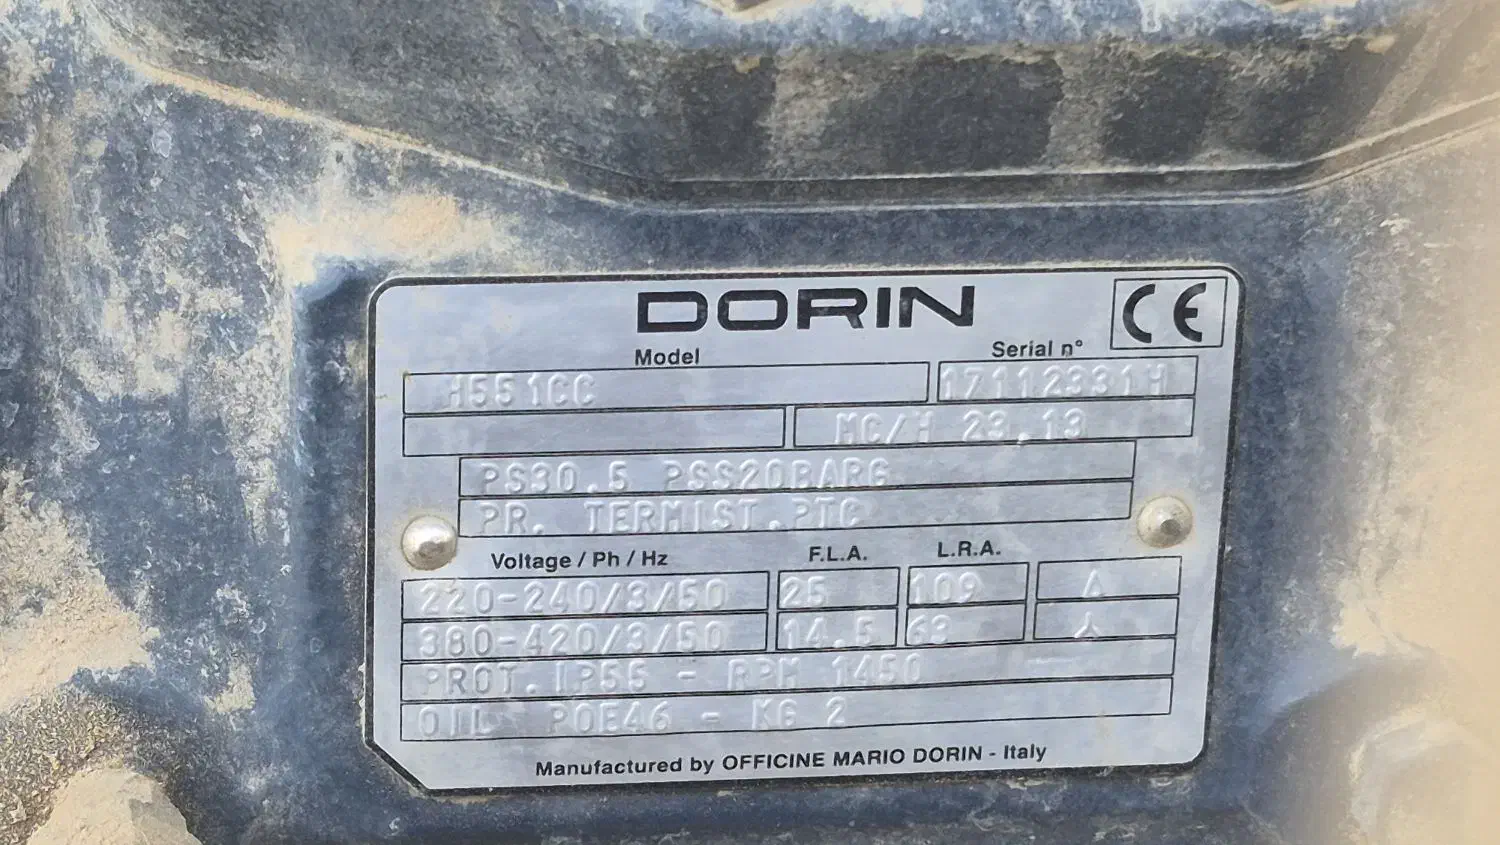 DORIN
CE
Model
Serial n°
H551CC
17112331H
MC/H 23,13
PS30.5 PSS20BARG
PR. TERMIST.PTC
Voltage / Ph / Hz
F.L.A.
L.R.A.
220-240/3/50 25 109 Δ
380-420/3/50 14.5 63 Y
PROT.IP55 - RPM 1450
OIL POE46 - KG 2
Manufactured by OFFICINE MARIO DORIN - Italy